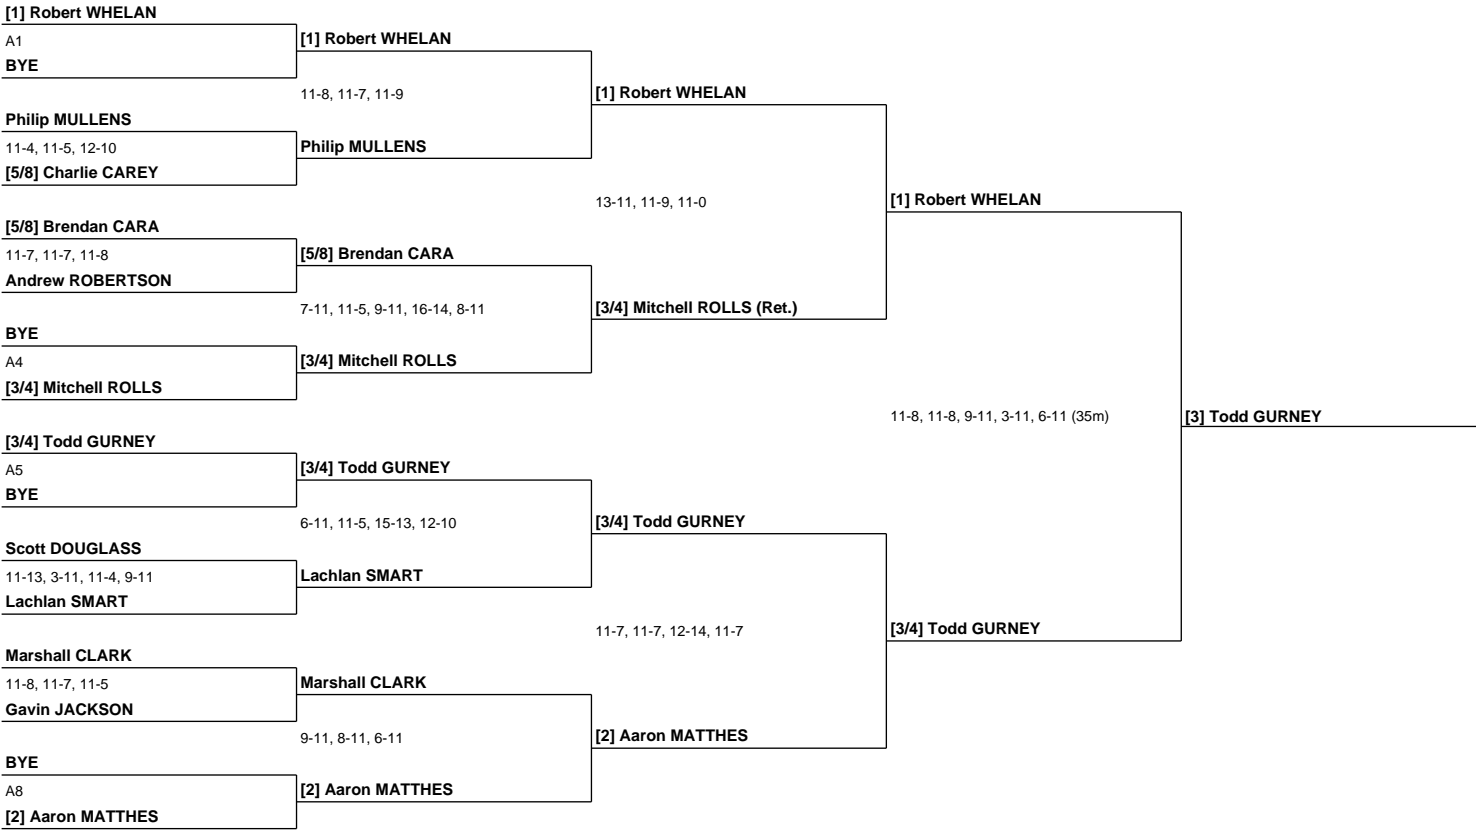 [1] Robert WHELAN
A1
BYE
Philip MULLENS
11-4, 11-5, 12-10
[5/8] Charlie CAREY
[5/8] Brendan CARA
11-7, 11-7, 11-8
Andrew ROBERTSON
BYE
A4
[3/4] Mitchell ROLLS
[3/4] Todd GURNEY
A5
BYE
Scott DOUGLASS
11-13, 3-11, 11-4, 9-11
Lachlan SMART
Marshall CLARK
11-8, 11-7, 11-5
Gavin JACKSON
BYE
A8
[2] Aaron MATTHES
[1] Robert WHELAN
11-8, 11-7, 11-9
Philip MULLENS
[5/8] Brendan CARA
7-11, 11-5, 9-11, 16-14, 8-11
[3/4] Mitchell ROLLS
[3/4] Todd GURNEY
6-11, 11-5, 15-13, 12-10
Lachlan SMART
Marshall CLARK
9-11, 8-11, 6-11
[2] Aaron MATTHES
[1] Robert WHELAN
13-11, 11-9, 11-0
[3/4] Mitchell ROLLS (Ret.)
[3/4] Todd GURNEY
11-7, 11-7, 12-14, 11-7
[2] Aaron MATTHES
[1] Robert WHELAN
11-8, 11-8, 9-11, 3-11, 6-11 (35m)
[3/4] Todd GURNEY
[3] Todd GURNEY